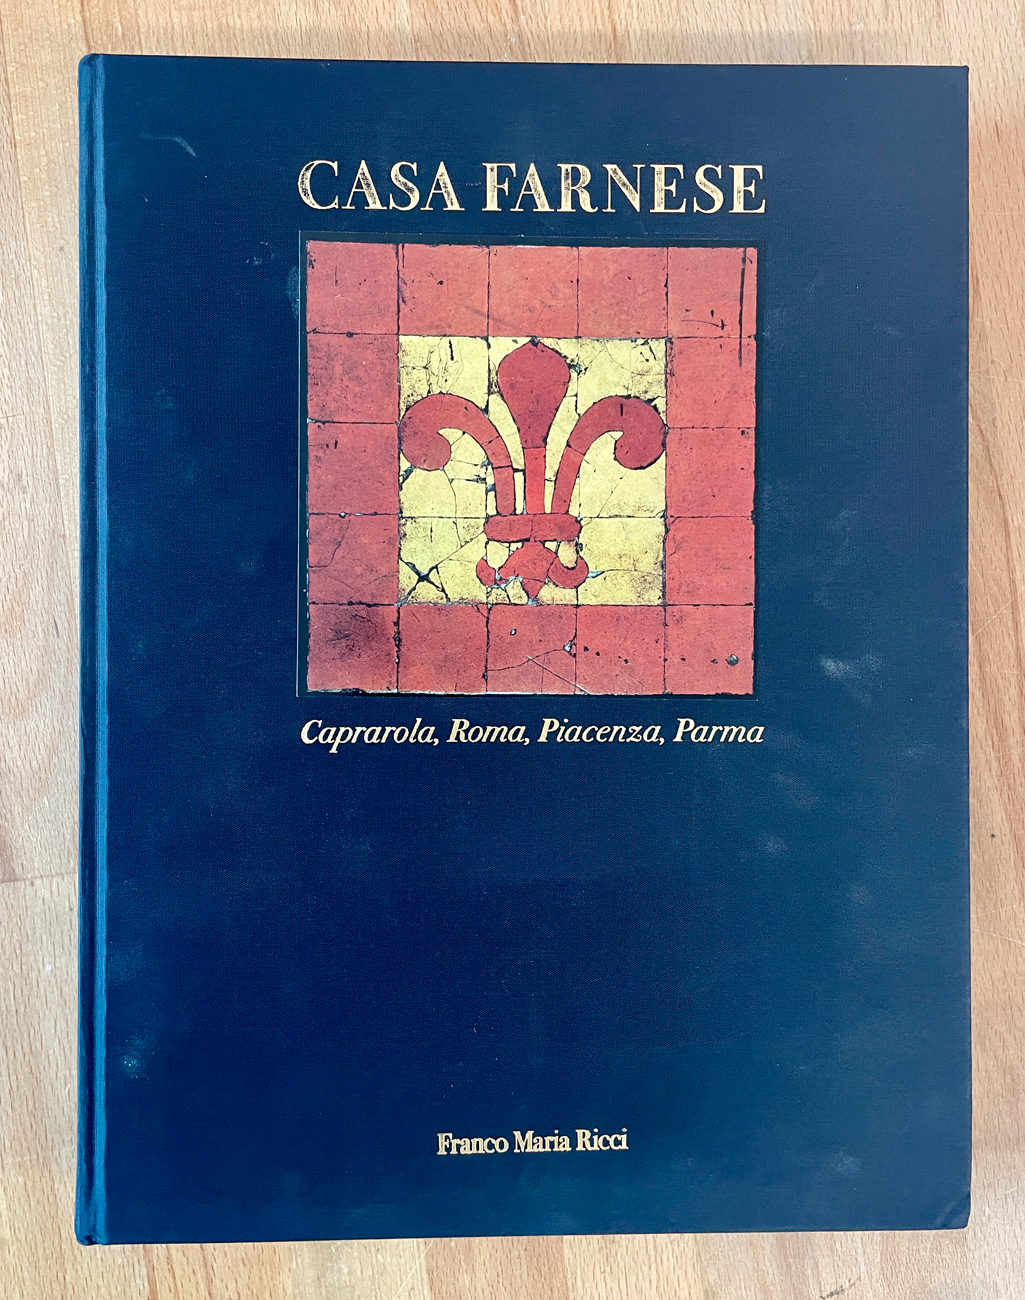 CASA FARNESE
Caprarola, Roma, Piacenza, Parma
Franco Maria Ricci